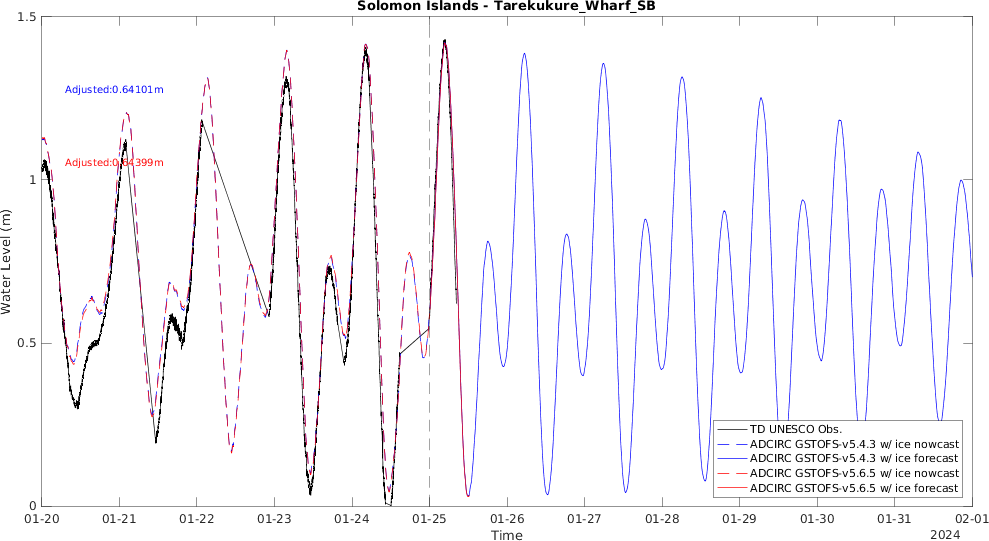 Solomon Islands - Tarekukure_Wharf_SB
1.5
1
0.5
0
Water Level (m)
Adjusted:0.64101m
Adjusted:0.64399m
TD UNESCO Obs.
ADCIRC GSTOFS-v5.4.3 w/ ice nowcast
ADCIRC GSTOFS-v5.4.3 w/ ice forecast
ADCIRC GSTOFS-v5.6.5 w/ ice nowcast
ADCIRC GSTOFS-v5.6.5 w/ ice forecast
01-20 01-21 01-22 01-23 01-24 01-25 01-26 01-27 01-28 01-29 01-30 01-31 02-01
Time
2024